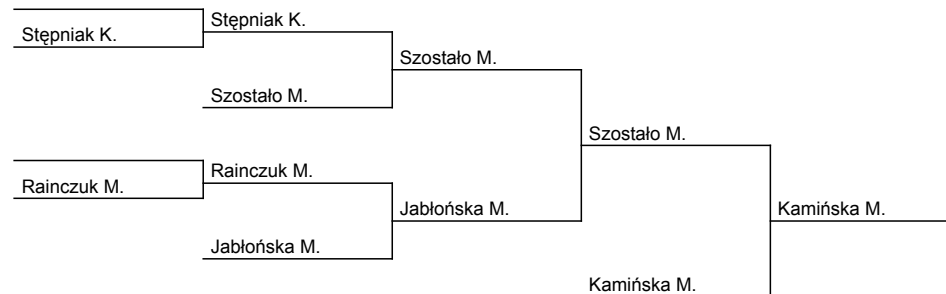 Stępniak K.
Stępniak K.
Szostało M.
Szostało M.
Szostało M.
Rainczuk M.
Rainczuk M.
Jabłońska M.
Kamińska M.
Jabłońska M.
Kamińska M.